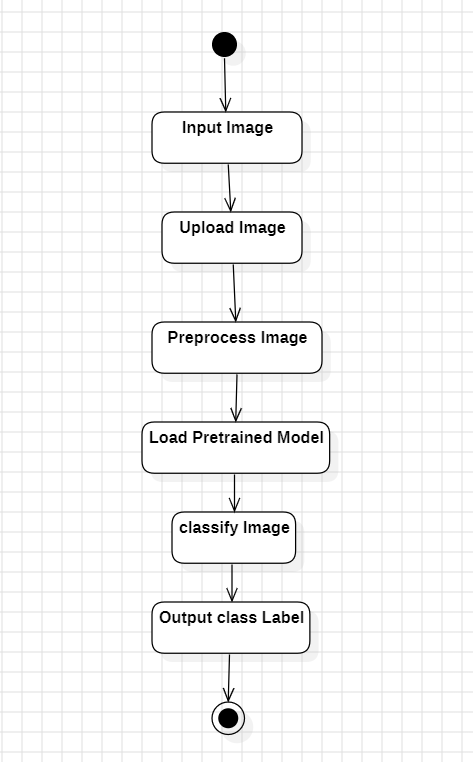 Input Image
Upload Image
Preprocess Image
Load Pretrained Model
classify Image
Output class Label